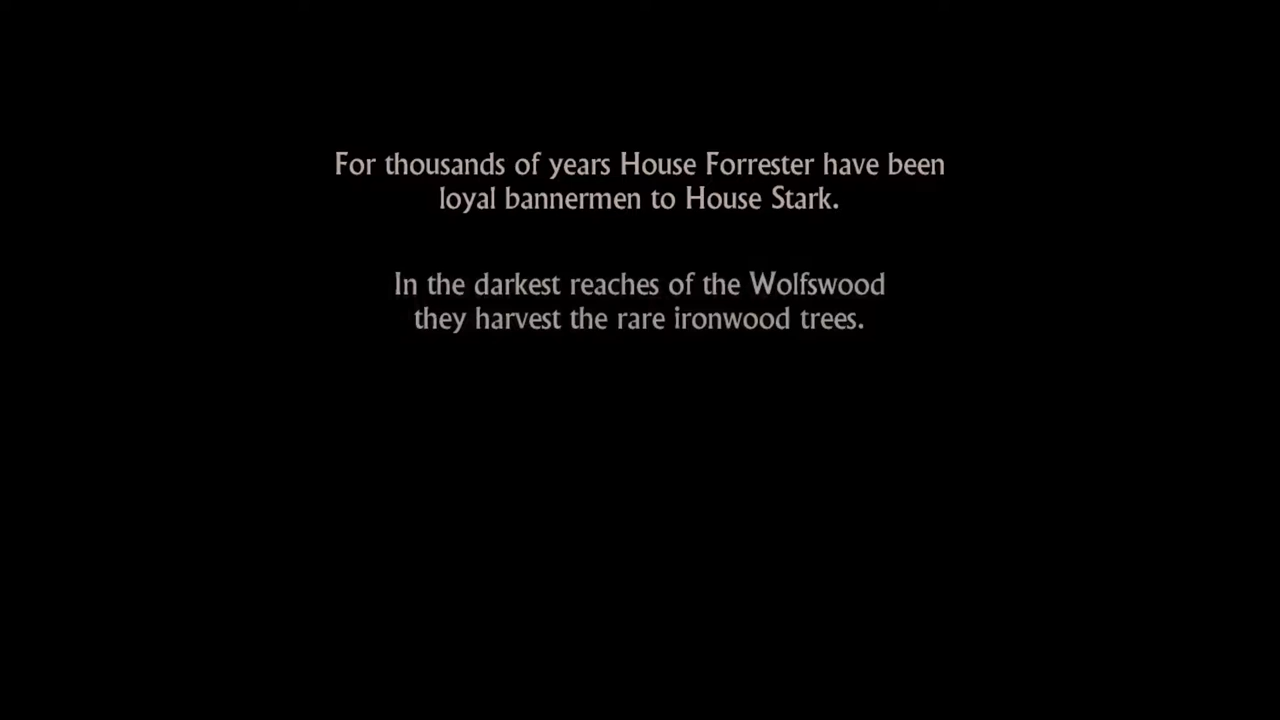 For thousands of years House Forrester have been
loyal bannermen to House Stark.
In the darkest reaches of the Wolfswood
they harvest the rare ironwood trees.